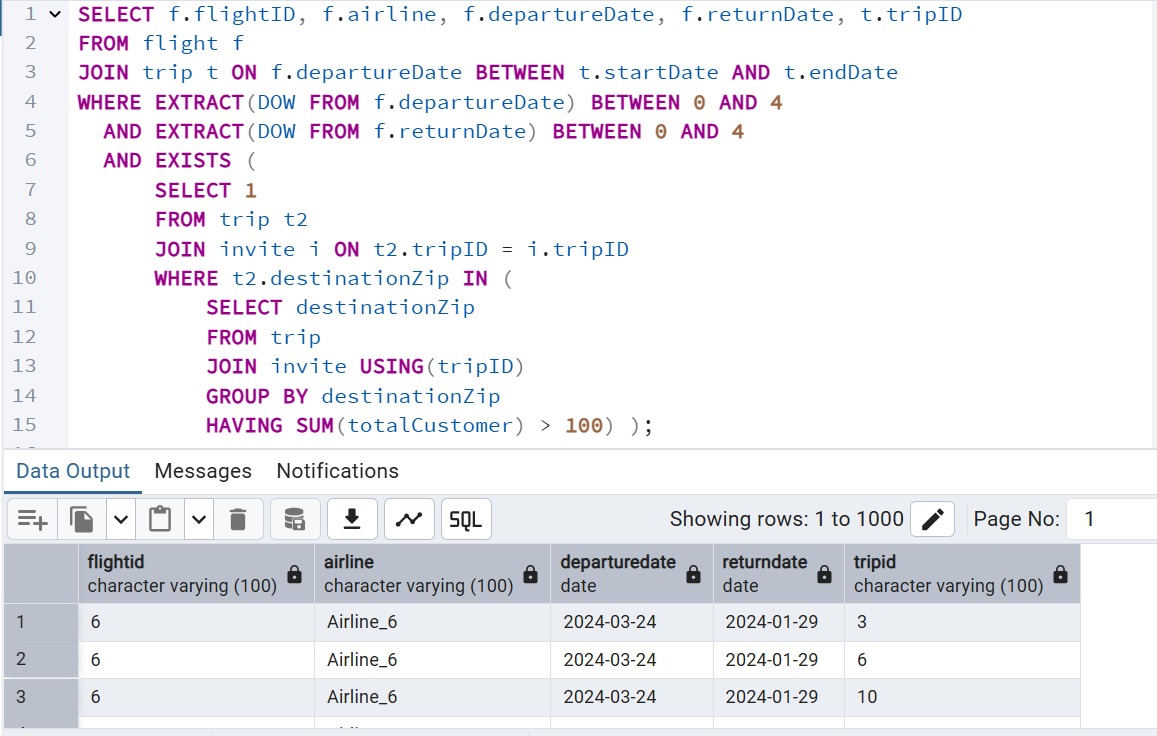 1 SELECT f.flightID, f.airline, f.departureDate, f.returnDate, t.tripID
2 FROM flight f
3 JOIN trip t ON f.departureDate BETWEEN t.startDate AND t.endDate
4 WHERE EXTRACT(DOW FROM f.departureDate) BETWEEN 0 AND 4
5 AND EXTRACT(DOW FROM f.returnDate) BETWEEN 0 AND 4
6 AND EXISTS (
7 SELECT 1
8 FROM trip t2
9 JOIN invite i ON t2.tripID = i.tripID
10 WHERE t2.destinationZip IN (
11 SELECT destinationZip
12 FROM trip
13 JOIN invite USING(tripID)
14 GROUP BY destinationZip
15 HAVING SUM(totalCustomer) > 100) );
Data Output Messages Notifications
SQL Showing rows: 1 to 1000 Page No: 1
flightid airline departuredate returndate tripid
character varying (100) character varying (100) date date character varying (100)
1 6 Airline_6 2024-03-24 2024-01-29 3
2 6 Airline_6 2024-03-24 2024-01-29 6
3 6 Airline_6 2024-03-24 2024-01-29 10